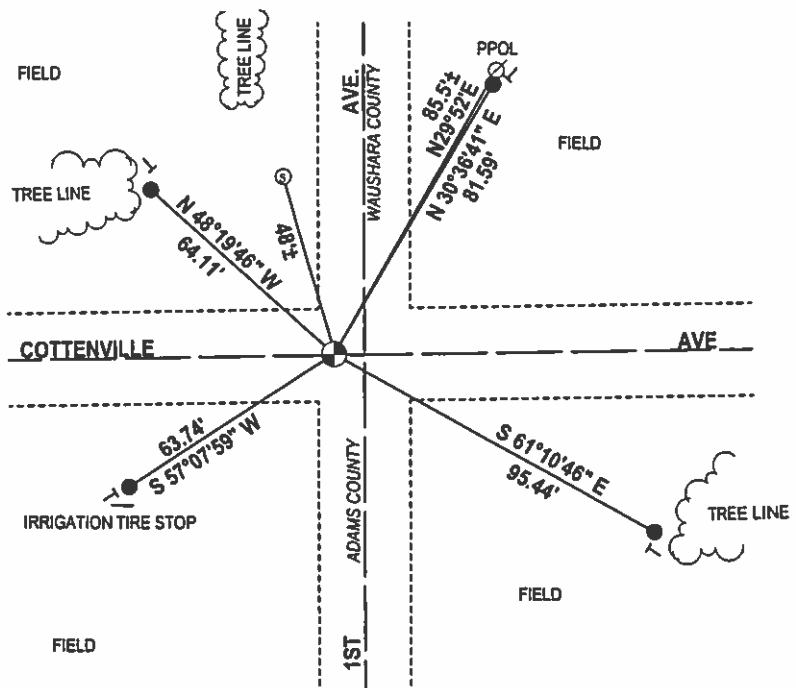 FIELD
TREE LINE
AVE.
WAUSHARA COUNTY
PPOL
85.5'±
N29°52'E
N 30°36'41" E
81.59'
FIELD
TREE LINE
N 48°19'46" W
64.11'
S
48'±
COTTENVILLE
AVE
63.74'
S 57°07'59" W
IRRIGATION TIRE STOP
ADAMS COUNTY
1ST
S 61°10'46" E
95.44'
TREE LINE
FIELD
FIELD